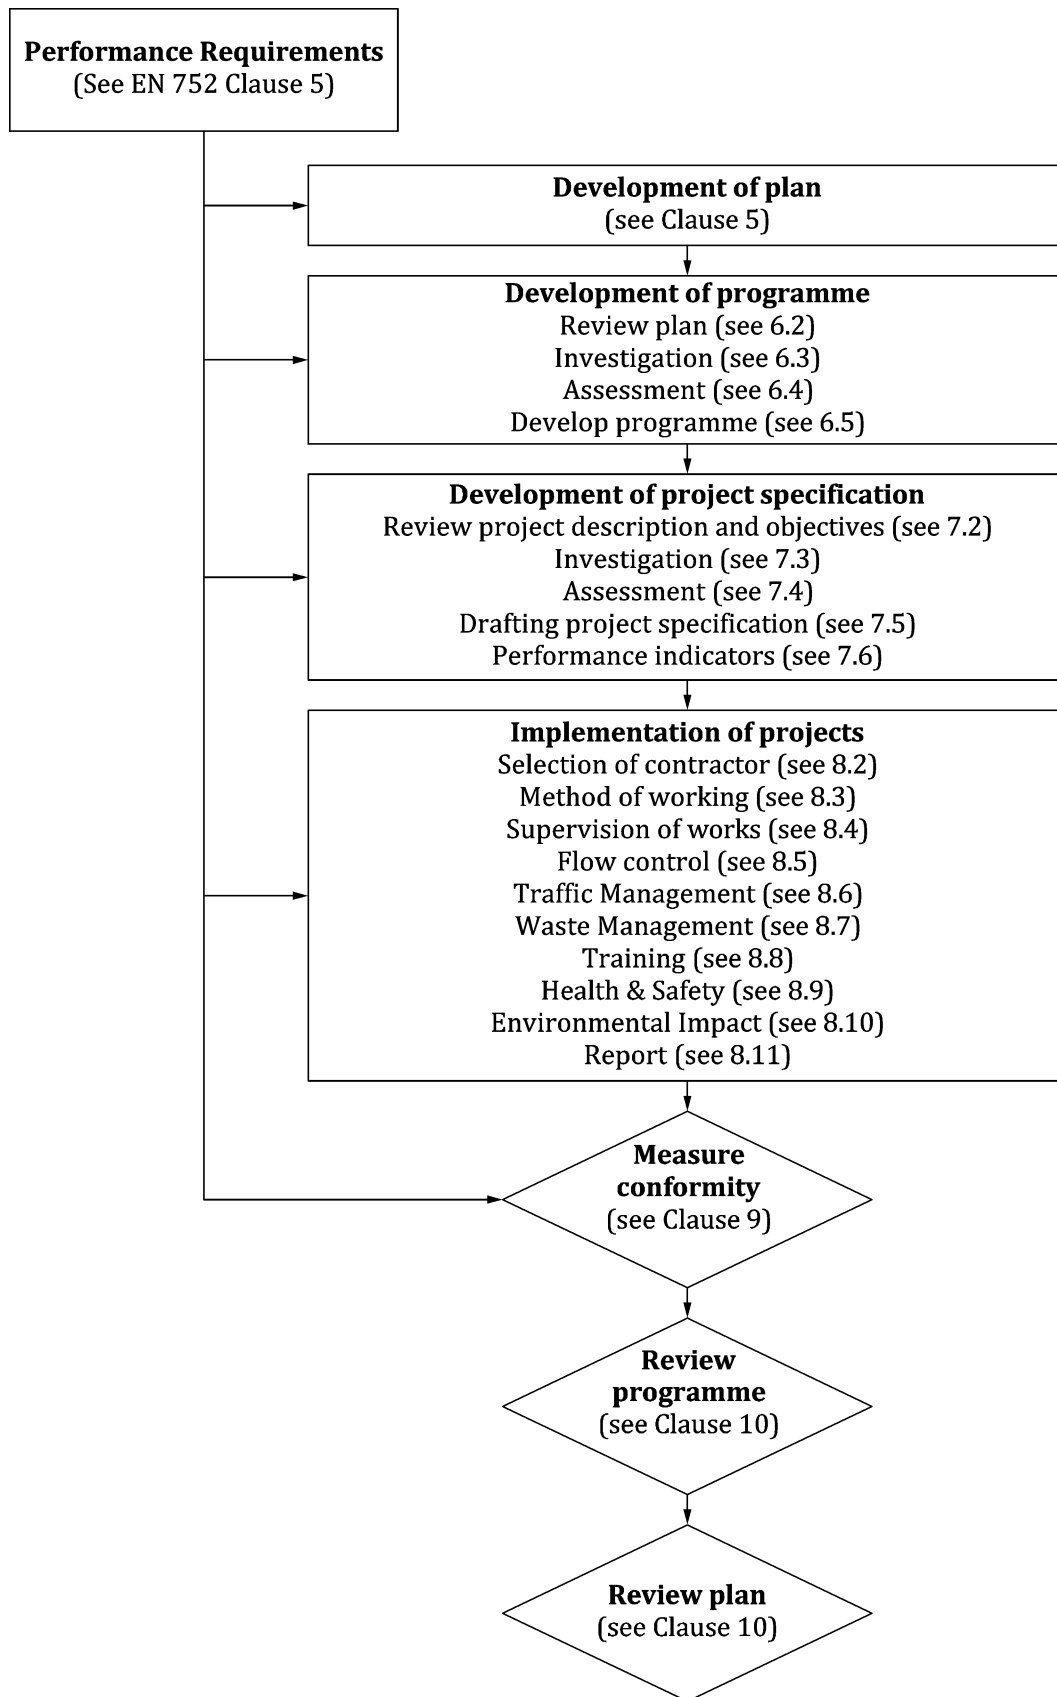 Performance Requirements
(See EN 752 Clause 5)
Development of plan
(see Clause 5)
Development of programme
Review plan (see 6.2)
Investigation (see 6.3)
Assessment (see 6.4)
Develop programme (see 6.5)
Development of project specification
Review project description and objectives (see 7.2)
Investigation (see 7.3)
Assessment (see 7.4)
Drafting project specification (see 7.5)
Performance indicators (see 7.6)
Implementation of projects
Selection of contractor (see 8.2)
Method of working (see 8.3)
Supervision of works (see 8.4)
Flow control (see 8.5)
Traffic Management (see 8.6)
Waste Management (see 8.7)
Training (see 8.8)
Health & Safety (see 8.9)
Environmental Impact (see 8.10)
Report (see 8.11)
Measure
conformity
(see Clause 9)
Review
programme
(see Clause 10)
Review plan
(see Clause 10)